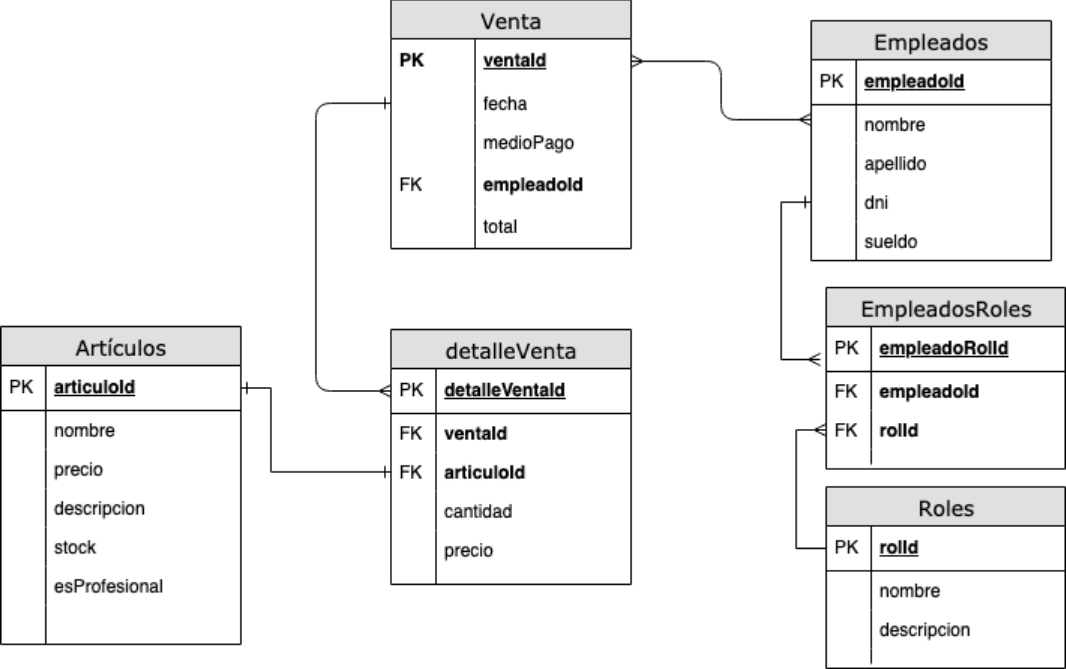 Venta
PK ventaId
fecha
medioPago
FK empleadoId
total
Empleados
PK empleadoId
nombre
apellido
dni
sueldo
EmpleadosRoles
PK empleadoRolId
FK empleadoId
FK rolId
Artículos
PK articuloId
nombre
precio
descripcion
stock
esProfesional
detalleVenta
PK detalleVentaId
FK ventaId
FK articuloId
cantidad
precio
Roles
PK rolId
nombre
descripcion